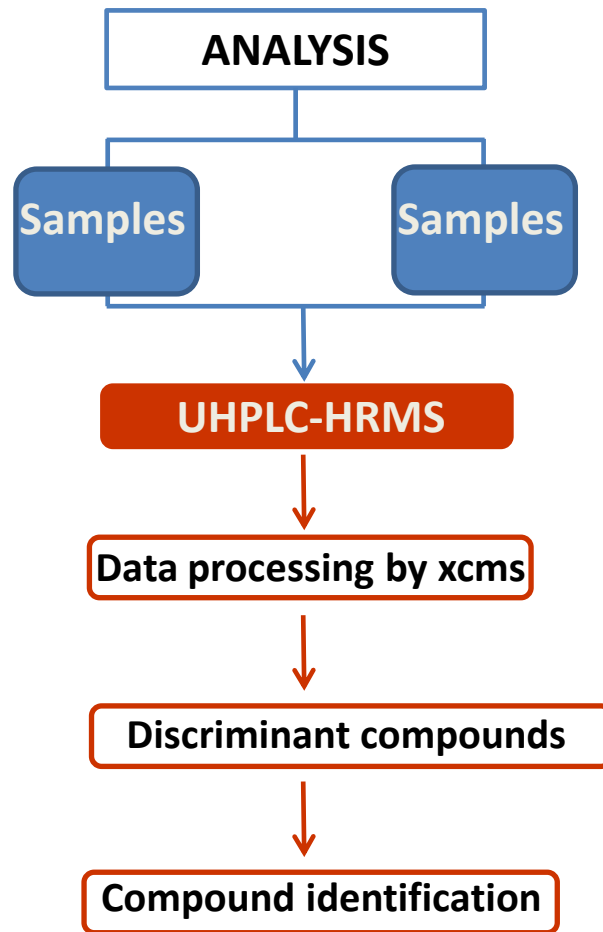 ANALYSIS
Samples
Samples
UHPLC-HRMS
Data processing by xcms
Discriminant compounds
Compound identification